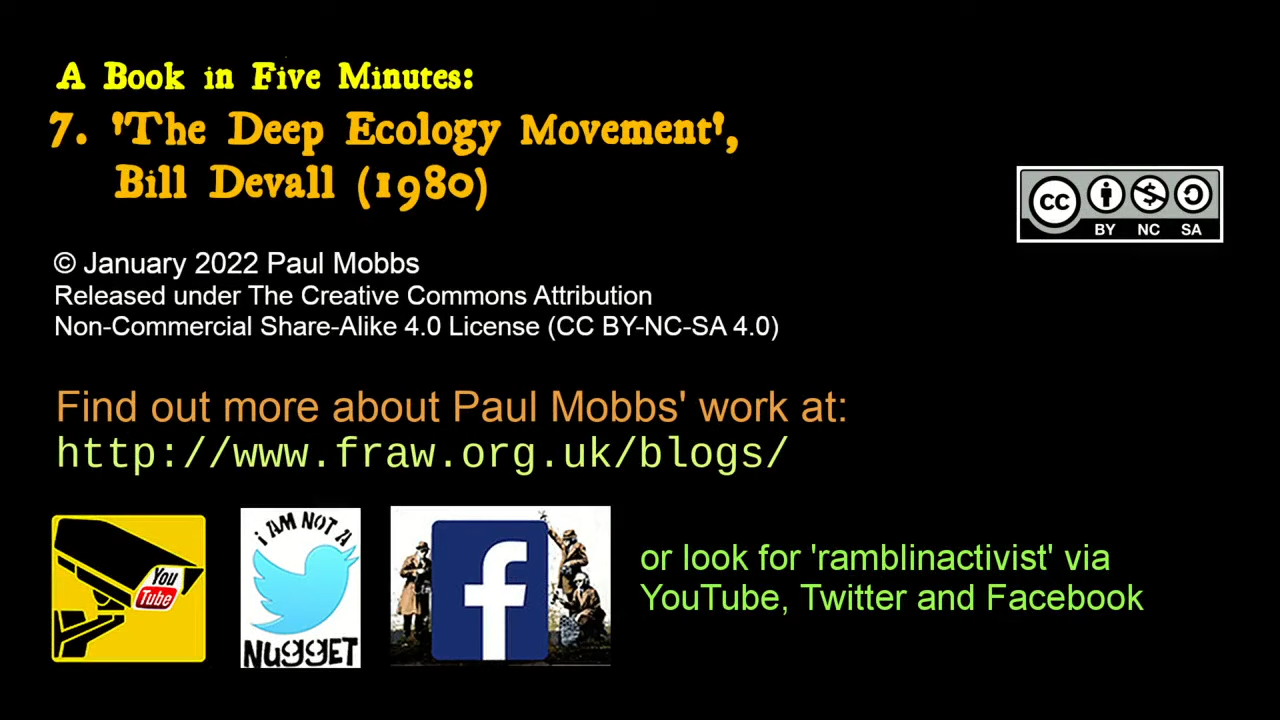 A Book in Five Minutes:
7. 'The Deep Ecology Movement',
Bill Devall (1980)
cc
BY NC SA
© January 2022 Paul Mobbs
Released under The Creative Commons Attribution
Non-Commercial Share-Alike 4.0 License (CC BY-NC-SA 4.0)
Find out more about Paul Mobbs' work at:
http://www.fraw.org.uk/blogs/
You
Tube
i AM NOT A
NUGGET
f
or look for 'ramblinactivist' via
YouTube, Twitter and Facebook